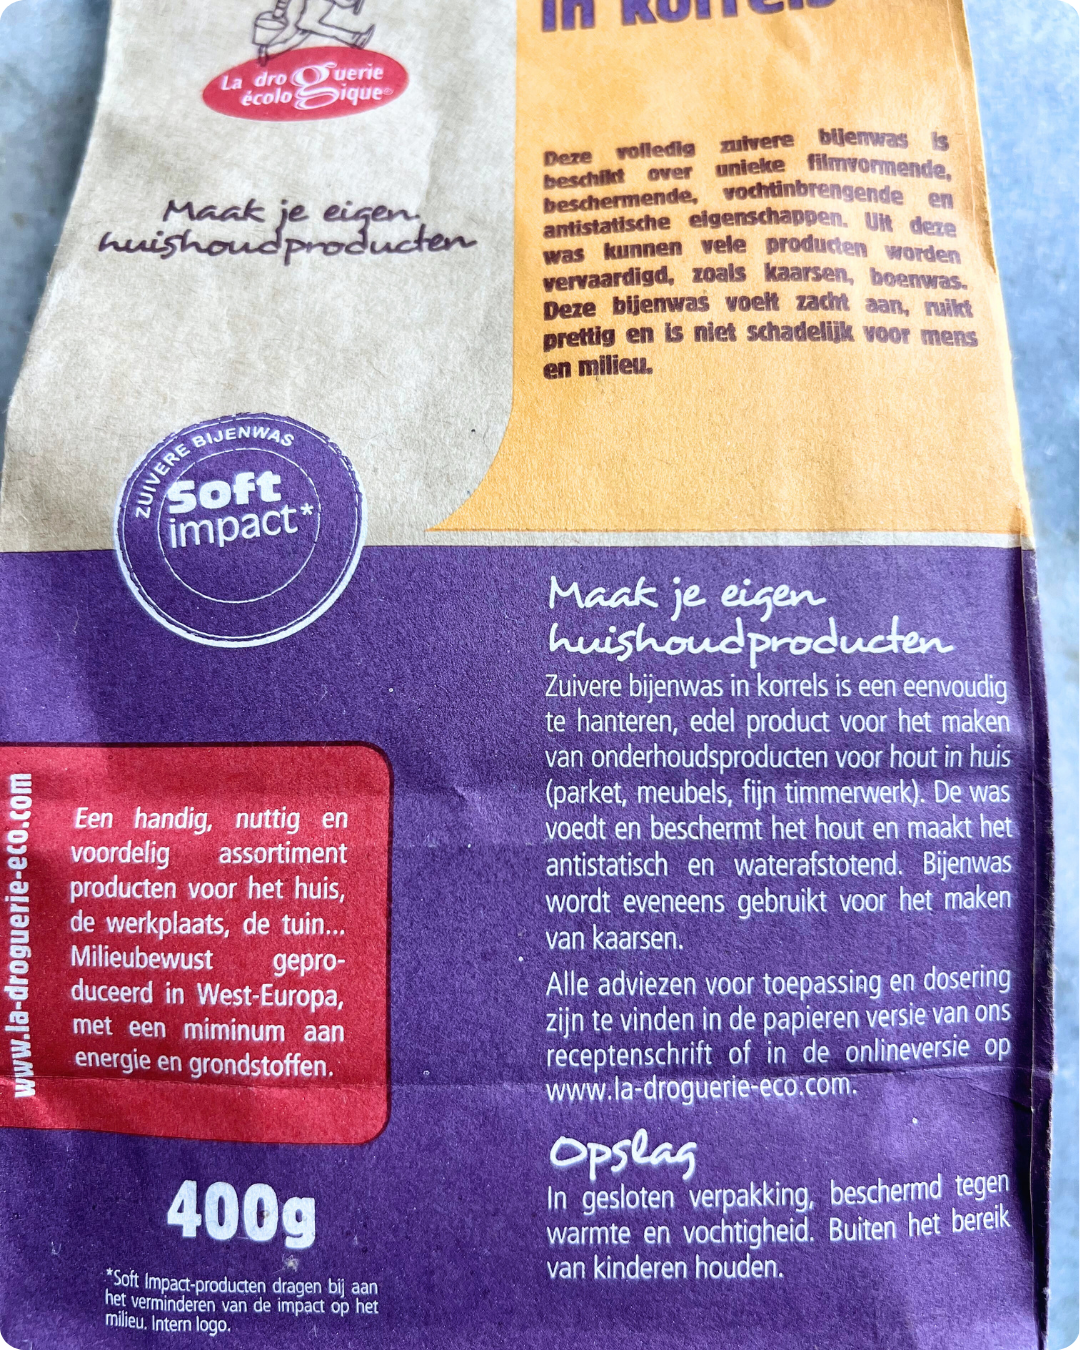 in korrels
La droguerie
écologique®
Maak je eigen
huishoudproducten
Deze volledig zuivere bijenwas is
beschikt over unieke filmvormende,
beschermende, vochtinbrengende en
antistatische eigenschappen. Uit deze
was kunnen vele producten worden
vervaardigd, zoals kaarsen, boenwas.
Deze bijenwas voelt zacht aan, ruikt
prettig en is niet schadelijk voor mens
en milieu.
ZUIVERE BIJENWAS
Soft
impact*
www.la-droguerie-eco.com
Een handig, nuttig en
voordelig assortiment
producten voor het huis,
de werkplaats, de tuin...
Milieubewust gepro-
duceerd in West-Europa,
met een miminum aan
energie en grondstoffen.
400g
*Soft Impact-producten dragen bij aan
het verminderen van de impact op het
milieu. Intern logo.
Maak je eigen
huishoudproducten
Zuivere bijenwas in korrels is een eenvoudig
te hanteren, edel product voor het maken
van onderhoudsproducten voor hout in huis
(parket, meubels, fijn timmerwerk). De was
voedt en beschermt het hout en maakt het
antistatisch en waterafstotend. Bijenwas
wordt eveneens gebruikt voor het maken
van kaarsen.
Alle adviezen voor toepassing en dosering
zijn te vinden in de papieren versie van ons
receptenschrift of in de onlineversie op
www.la-droguerie-eco.com.
Opslag
In gesloten verpakking, beschermd tegen
warmte en vochtigheid. Buiten het bereik
van kinderen houden.